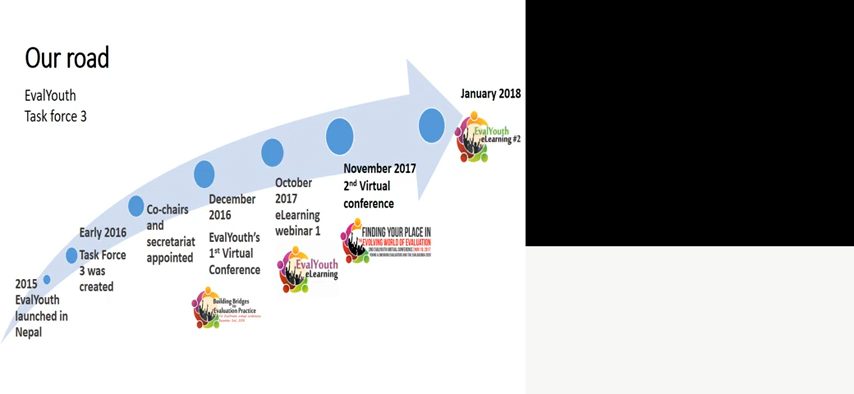 Our road
EvalYouth
Task force 3
2015
EvalYouth
launched in
Nepal
Early 2016
Task Force
3 was
created
Co-chairs
and
secretariat
appointed
December
2016
EvalYouth's
1st Virtual
Conference
Building Bridges
Evaluation Practice
October
2017
eLearning
webinar 1
EvalYouth
eLearning
November 2017
2nd Virtual
conference
FINDING YOUR PLACE IN
EVOLVING WORLD OF EVALUATION
January 2018
EvalYouth
eLearning #2